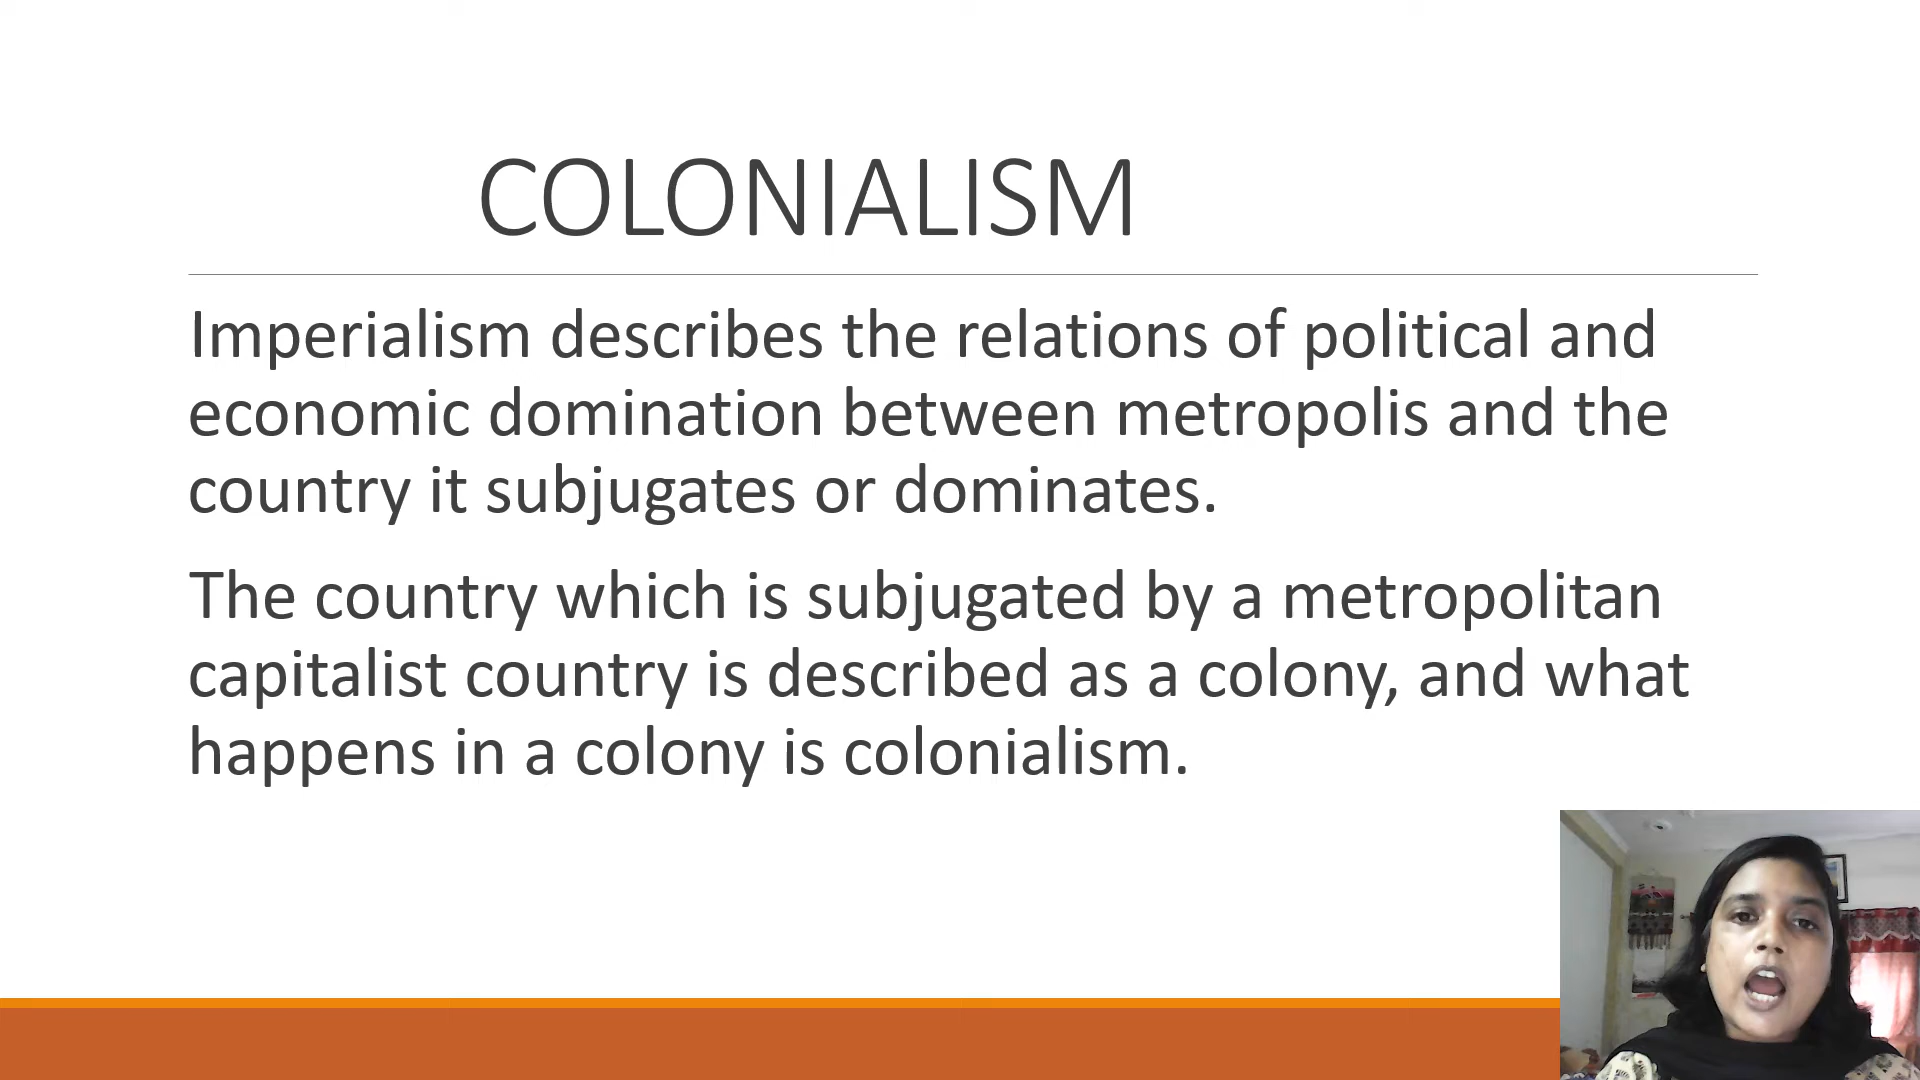 COLONIALISM
Imperialism describes the relations of political and
economic domination between metropolis and the
country it subjugates or dominates.
The country which is subjugated by a metropolitan
capitalist country is described as a colony, and what
happens in a colony is colonialism.